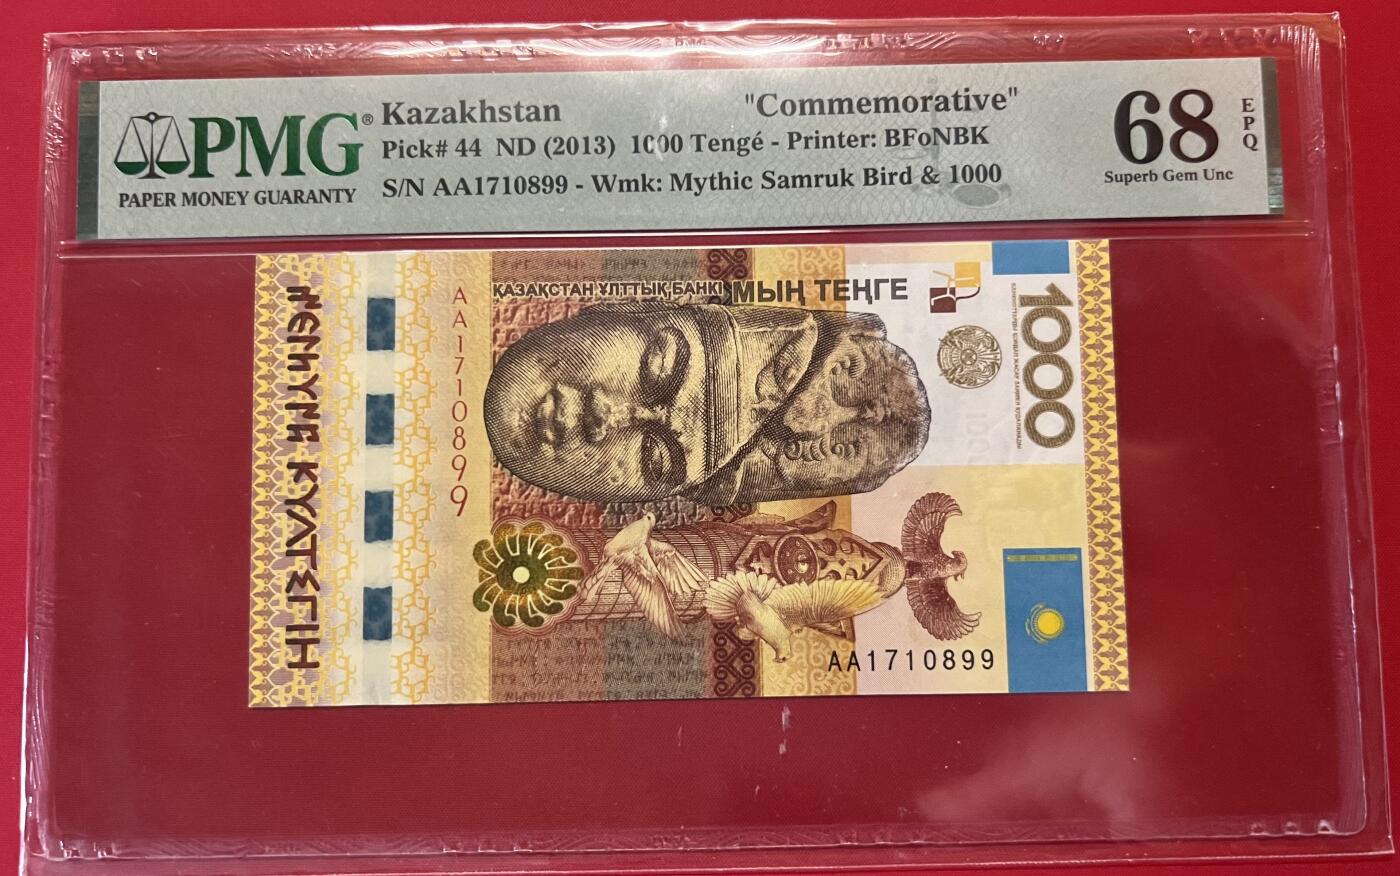 PMG®
PAPER MONEY GUARANTY
Kazakhstan "Commemorative"
Pick# 44 ND (2013) 1000 Tengé - Printer: BFoNBK
S/N AA1710899 - Wmk: Mythic Samruk Bird & 1000
68
EPQ
Superb Gem Unc
ҚАЗАҚСТАН ҰЛТТЫҚ БАНКІ
МЫҢ ТЕҢГЕ
AA1710899
1000
AA1710899
КҮЛТЕГІН